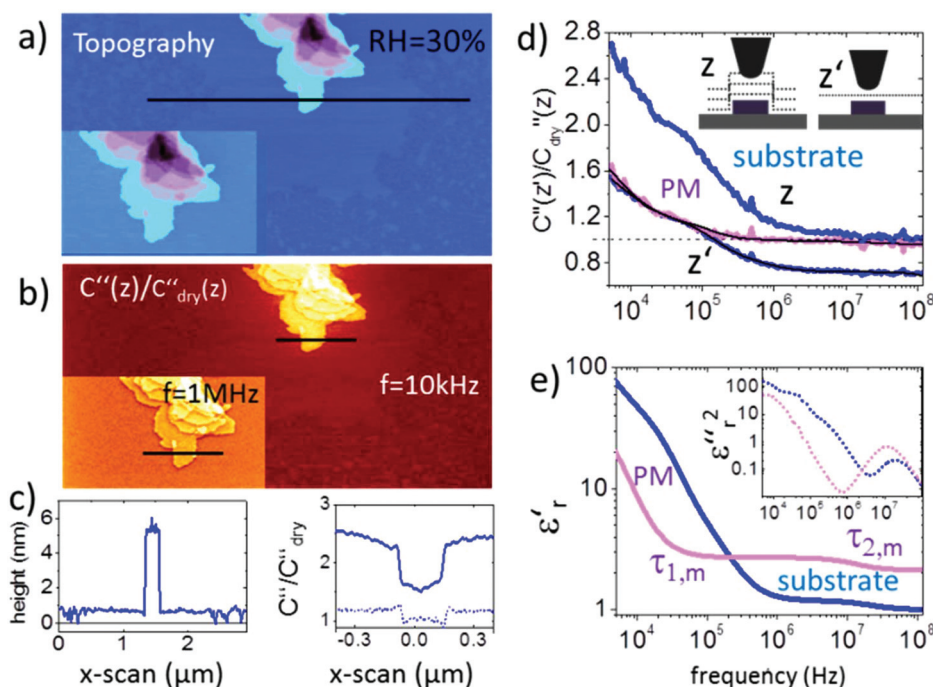 a)
Topography
RH=30%
b)
C“(z)/C“dry(z)
f=10kHz
f=1MHz
c)
height (nm)
6
4
2
0
0 1 2 3
x-scan (µm)
C“/C“dry
3
2
1
-0.3 0.0 0.3
x-scan (µm)
d)
C"(z')/Cdry"(z)
2.8
2.4
2.0
1.6
1.2
0.8
z
z‘
substrate
PM
z
z‘
10⁴ 10⁵ 10⁶ 10⁷ 10⁸
e)
ε‘r
100
10
1
ε“r²
100
10
1
0.1
10⁴ 10⁵ 10⁶ 10⁷
PM
τ1,m
τ2,m
substrate
10⁴ 10⁵ 10⁶ 10⁷ 10⁸
frequency (Hz)